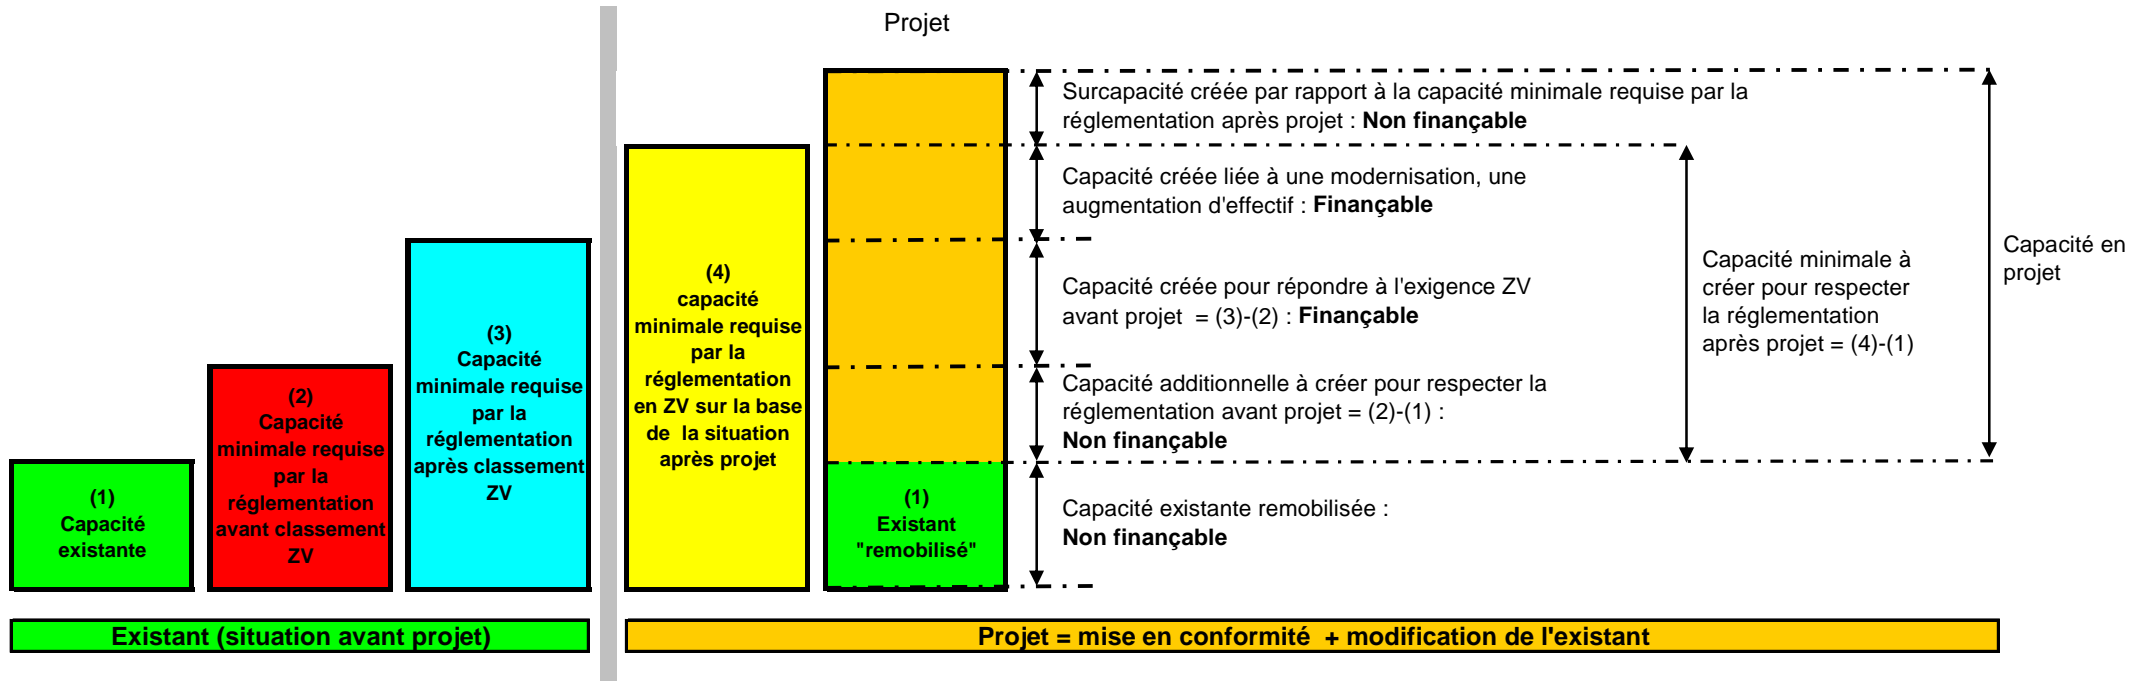 Projet
(1)
Capacité
existante
(2)
Capacité
minimale requise
par la
réglementation
avant classement
ZV
(3)
Capacité
minimale requise
par la
réglementation
après classement
ZV
(4)
capacité
minimale requise
par la
réglementation
en ZV sur la base
de  la situation
après projet
(1)
Existant
"remobilisé"
Surcapacité créée par rapport à la capacité minimale requise par la
réglementation après projet : Non finançable
Capacité créée liée à une modernisation, une
augmentation d'effectif : Finançable
Capacité créée pour répondre à l'exigence ZV
avant projet  = (3)-(2) : Finançable
Capacité additionnelle à créer pour respecter la
réglementation avant projet = (2)-(1) :
Non finançable
Capacité existante remobilisée :
Non finançable
Capacité minimale à
créer pour respecter
la réglementation
après projet = (4)-(1)
Capacité en
projet
Existant (situation avant projet)
Projet = mise en conformité  + modification de l'existant